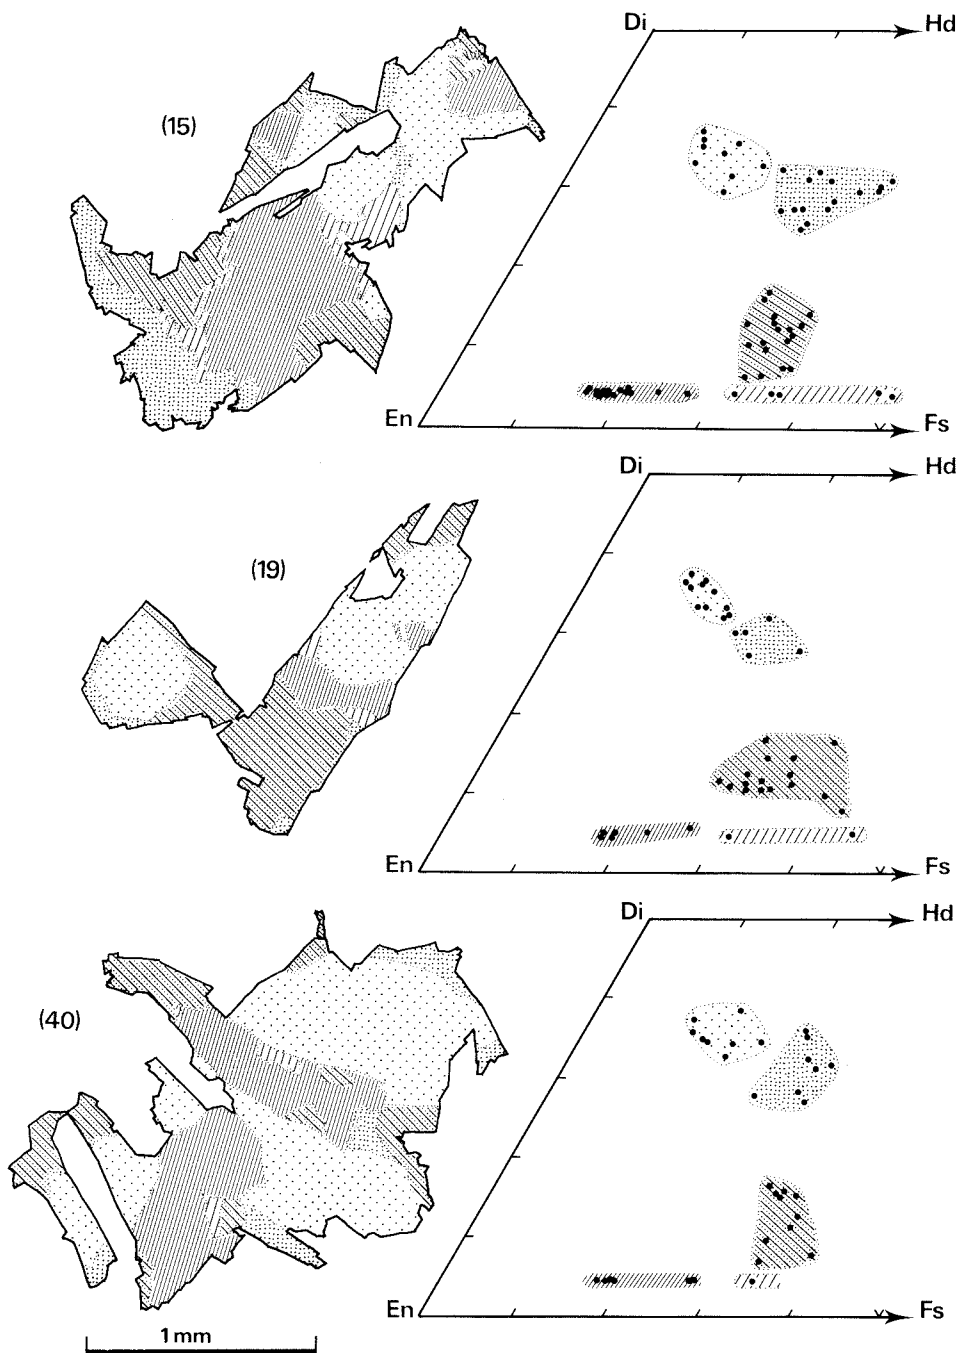 Di Hd
(15)
En Fs
Di Hd
(19)
En Fs
Di Hd
(40)
En Fs
1mm